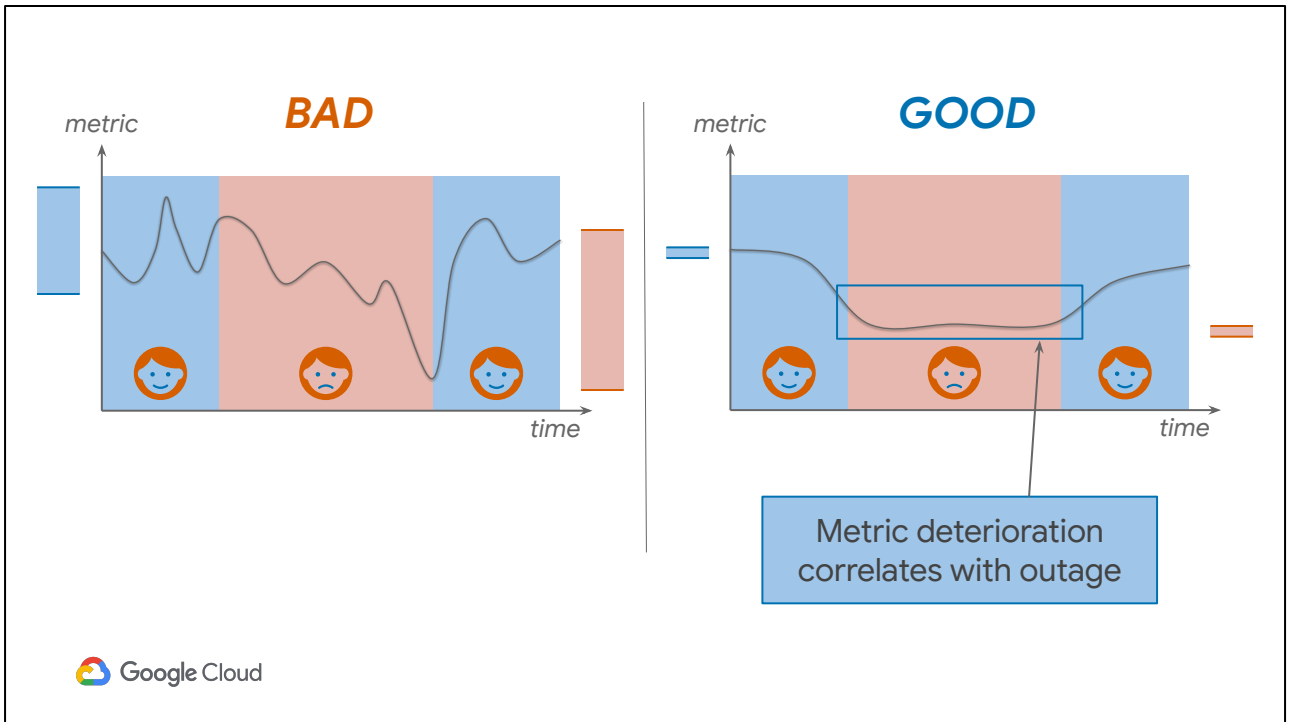 BAD
metric
time
GOOD
metric
time
Metric deterioration
correlates with outage
Google Cloud